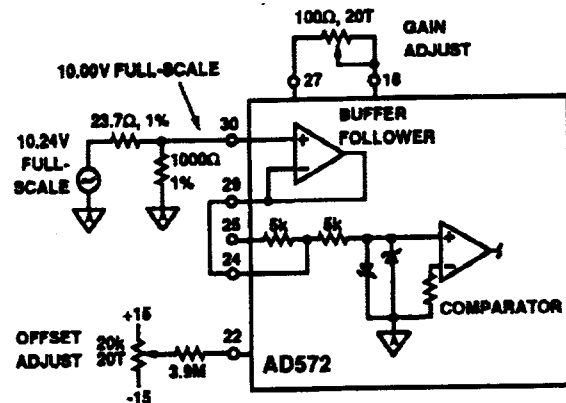 100Ω, 20T
GAIN
ADJUST
27
16
10.00V FULL-SCALE
23.7Ω, 1%
30
BUFFER
FOLLOWER
10.24V
FULL-
SCALE
1000Ω
1%
29
25
5k
5k
24
A
A
+
−
+
−
COMPARATOR
A
+15
OFFSET
ADJUST
20k
20T
22
3.9M
-15
AD572